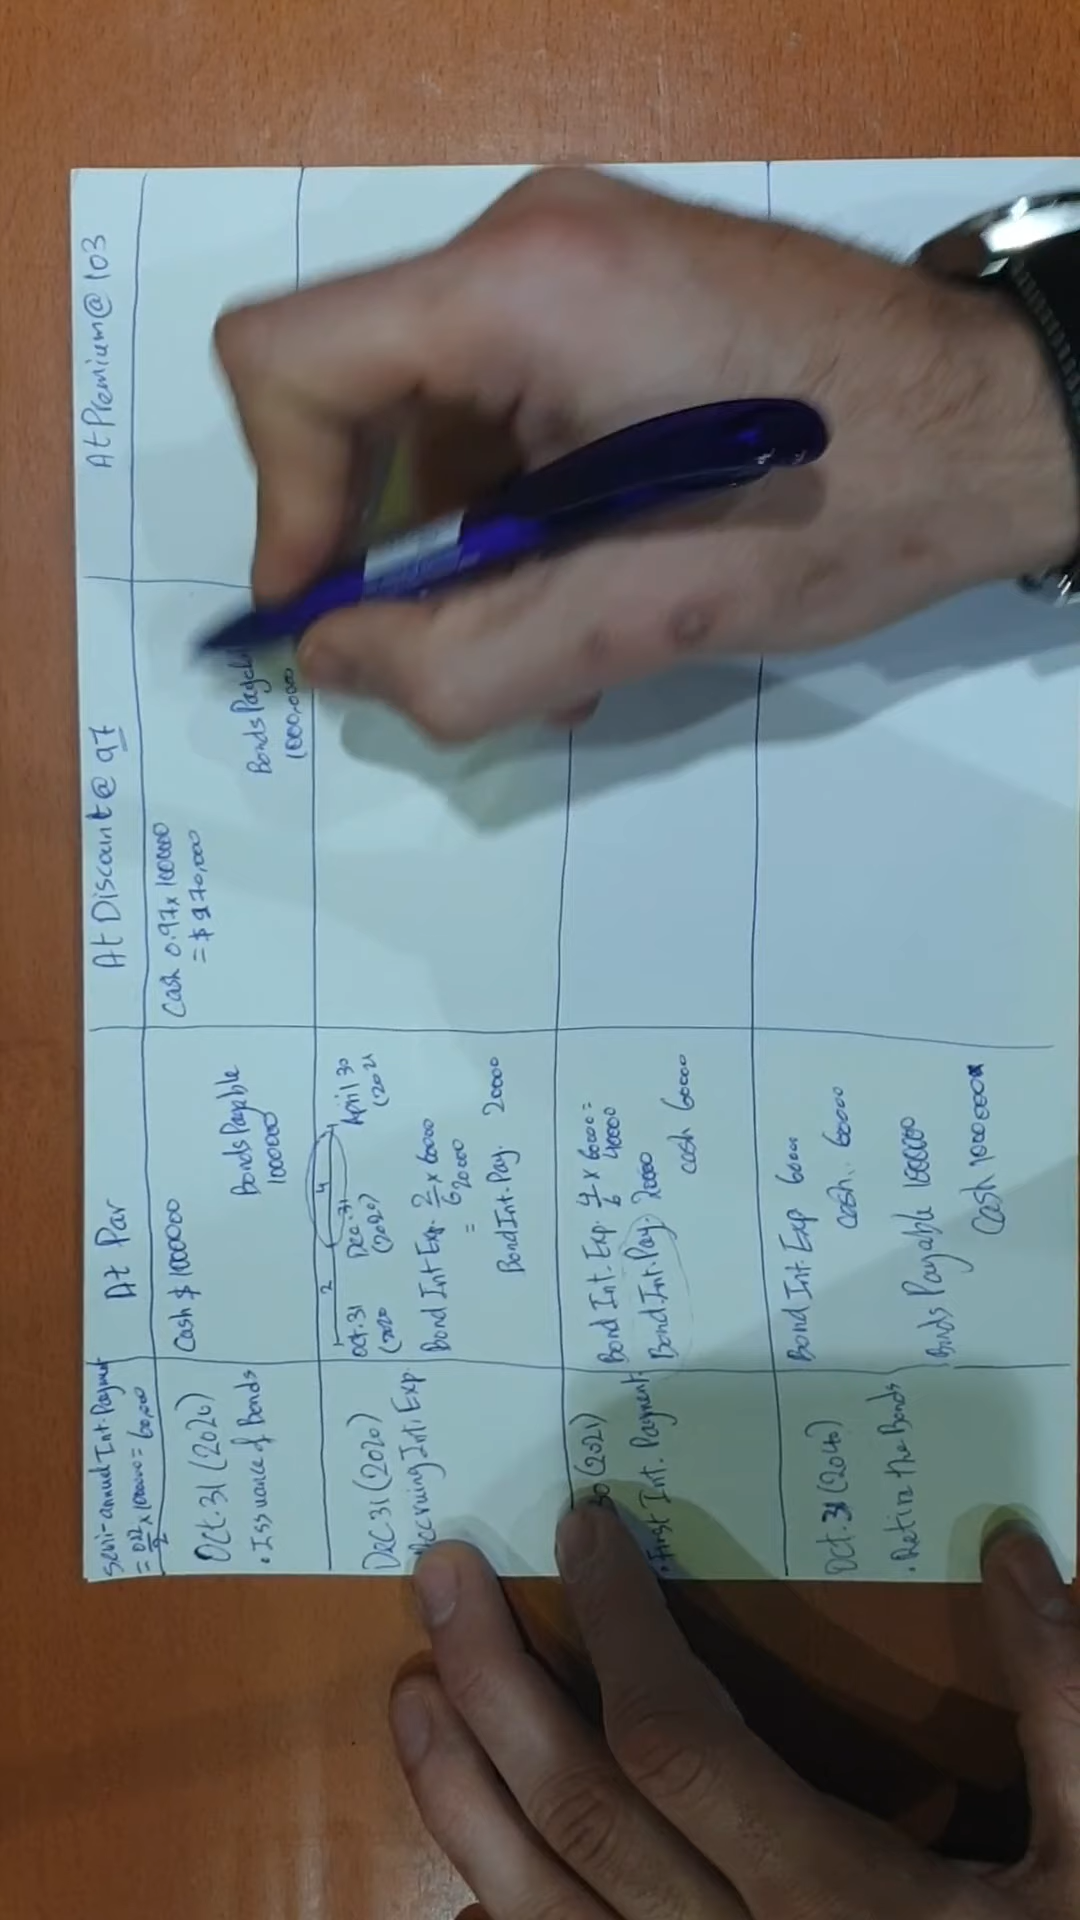 Semi-annual Int. Payment
= 0.12/2 x 1000000 = 60,000
At Par
At Discount @ 97
At Premium @ 103
Oct. 31 (2020)
• Issuance of Bonds
Cash $ 1000000
Bonds Payable
1000000
Cash 0.97 x 1000000
= $ 970,000
Bonds Payable
1000,000
Dec 31 (2020)
Accruing Int. Exp
2 4
Oct. 31 Dec. 31 April 30
(2020 (2020) (2021
Bond Int Exp. 2/6 x 60000
= 20000
Bond Int. Pay. 20000
30 (2021)
• First Int. Payment.
Bond Int. Exp. 4/6 x 60000 =
40000
Bond Int. Pay. 20000
cash 60000
Oct. 31 (2040)
• Retire the Bonds
Bond Int. Exp 60000
cash.. 60000
Bonds Payable 1000000
Cash 1000000